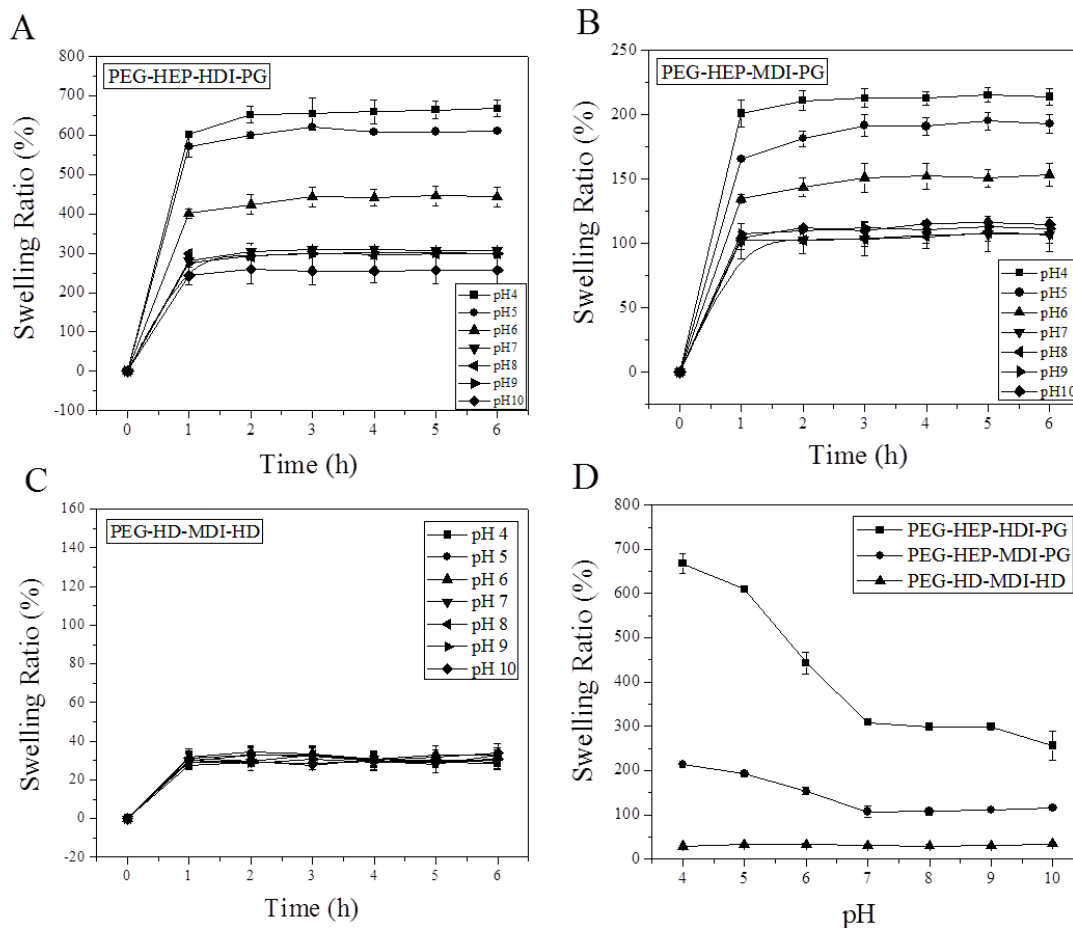 A
PEG-HEP-HDI-PG
Swelling Ratio (%)
800
700
600
500
400
300
200
100
0
-100
0 1 2 3 4 5 6
Time (h)
pH4
pH5
pH6
pH7
pH8
pH9
pH10
B
PEG-HEP-MDI-PG
Swelling Ratio (%)
250
200
150
100
50
0
0 1 2 3 4 5 6
Time (h)
pH4
pH5
pH6
pH7
pH8
pH9
pH10
C
PEG-HD-MDI-HD
Swelling Ratio (%)
160
140
120
100
80
60
40
20
0
-20
0 1 2 3 4 5 6
Time (h)
pH 4
pH 5
pH 6
pH 7
pH 8
pH 9
pH 10
D
PEG-HEP-HDI-PG
PEG-HEP-MDI-PG
PEG-HD-MDI-HD
Swelling Ratio (%)
800
700
600
500
400
300
200
100
0
4 5 6 7 8 9 10
pH